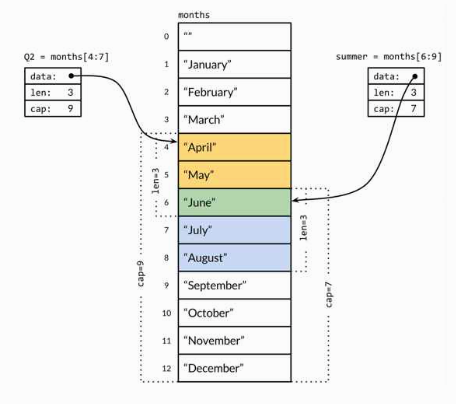 months
Q2 = months[4:7]
data:
len: 3
cap: 9
summer = months[6:9]
data:
len: 3
cap: 7
0 “”
1 “January”
2 “February”
3 “March”
4 “April”
5 “May”
6 “June”
7 “July”
8 “August”
9 “September”
10 “October”
11 “November”
12 “December”
len=3
cap=9
len=3
cap=7